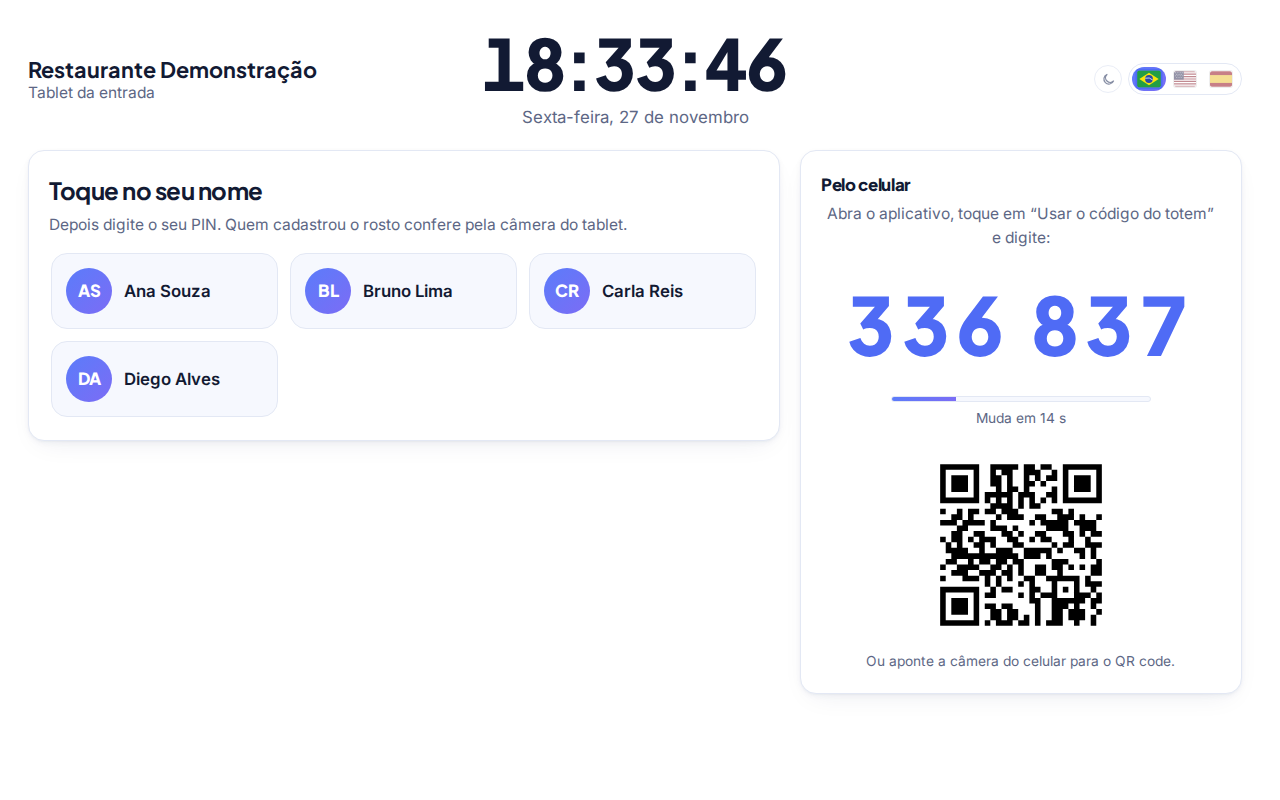 Restaurante Demonstração
Tablet da entrada
18:33:46
Sexta-feira, 27 de novembro
Toque no seu nome
Depois digite o seu PIN. Quem cadastrou o rosto confere pela câmera do tablet.
AS Ana Souza
BL Bruno Lima
CR Carla Reis
DA Diego Alves
Pelo celular
Abra o aplicativo, toque em “Usar o código do totem”
e digite:
336 837
Muda em 14 s
Ou aponte a câmera do celular para o QR code.